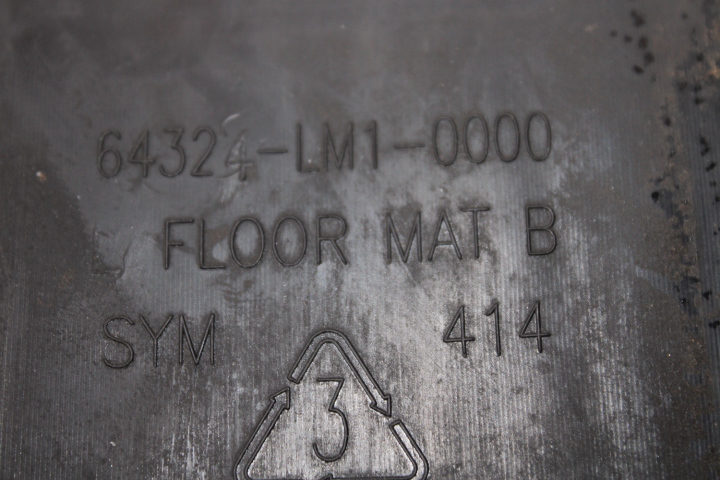 64324-LM1-0000
FLOOR MAT B
SYM 414
3